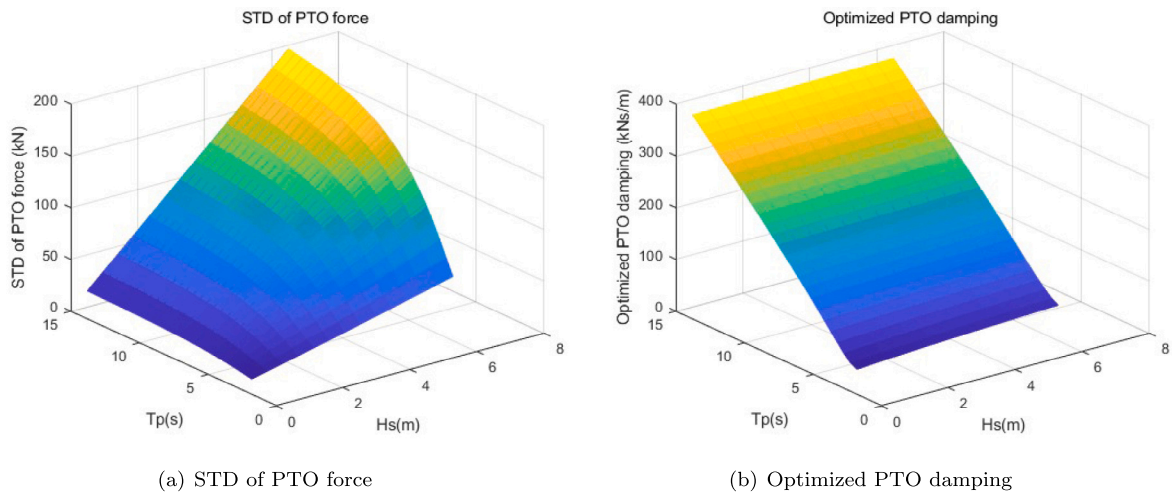 STD of PTO force
STD of PTO force (kN)
200
150
100
50
0
15
10
5
0
Tp(s)
0
2
4
6
8
Hs(m)
(a) STD of PTO force
Optimized PTO damping
Optimized PTO damping (kNs/m)
400
300
200
100
0
15
10
5
0
Tp(s)
0
2
4
6
8
Hs(m)
(b) Optimized PTO damping